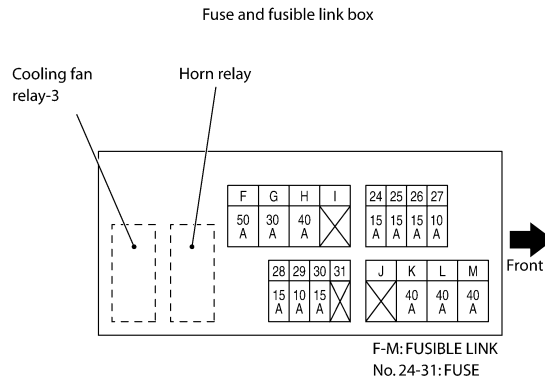 Fuse and fusible link box
Cooling fan
relay-3
Horn relay
F G H I
50 A 30 A 40 A
24 25 26 27
15 A 15 A 15 A 10 A
28 29 30 31
15 A 10 A 15 A
J K L M
40 A 40 A 40 A
Front
F-M: FUSIBLE LINK
No. 24-31: FUSE